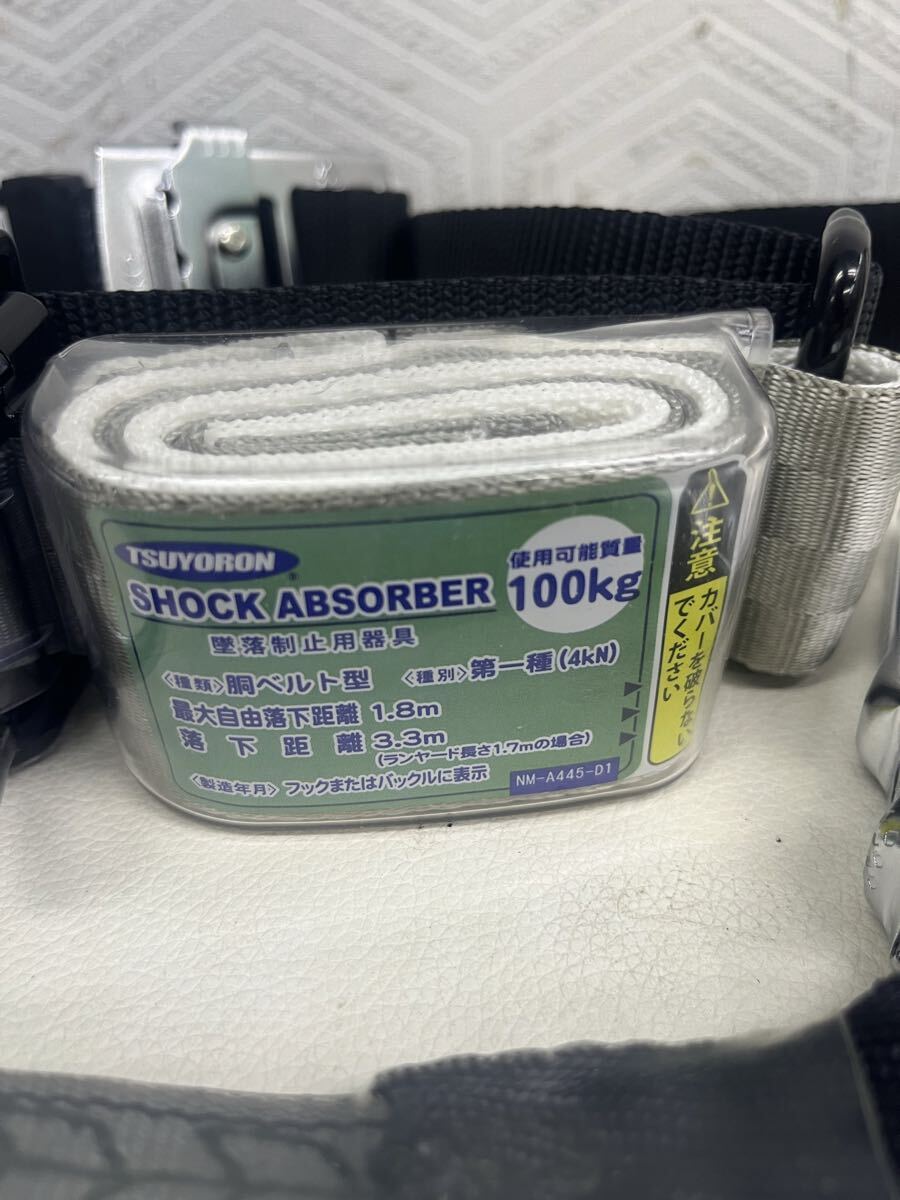 TSUYORON®
SHOCK ABSORBER
使用可能質量
100kg
墜落制止用器具
〈種類〉胴ベルト型 〈種別〉第一種(4kN)
最大自由落下距離 1.8m
落下距離 3.3m
(ランヤード長さ1.7mの場合)
〈製造年月〉フックまたはバックルに表示
NM-A445-D1
注意
カバーを破らない
でください